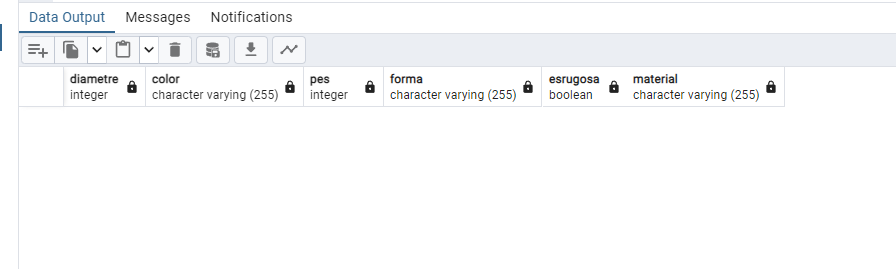 Data Output Messages Notifications
diametre color pes forma esrugosa material
integer character varying (255) integer character varying (255) boolean character varying (255)